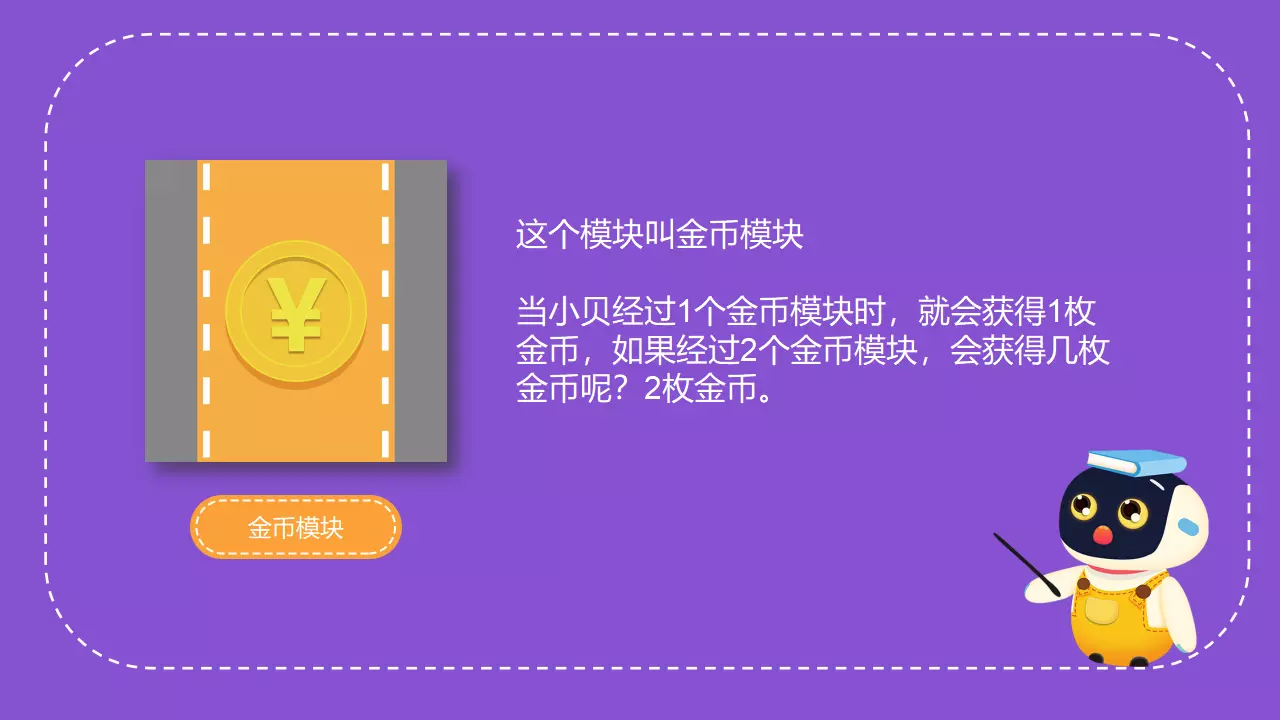 这个模块叫金币模块
当小贝经过1个金币模块时，就会获得1枚
金币，如果经过2个金币模块，会获得几枚
金币呢？2枚金币。
¥
金币模块